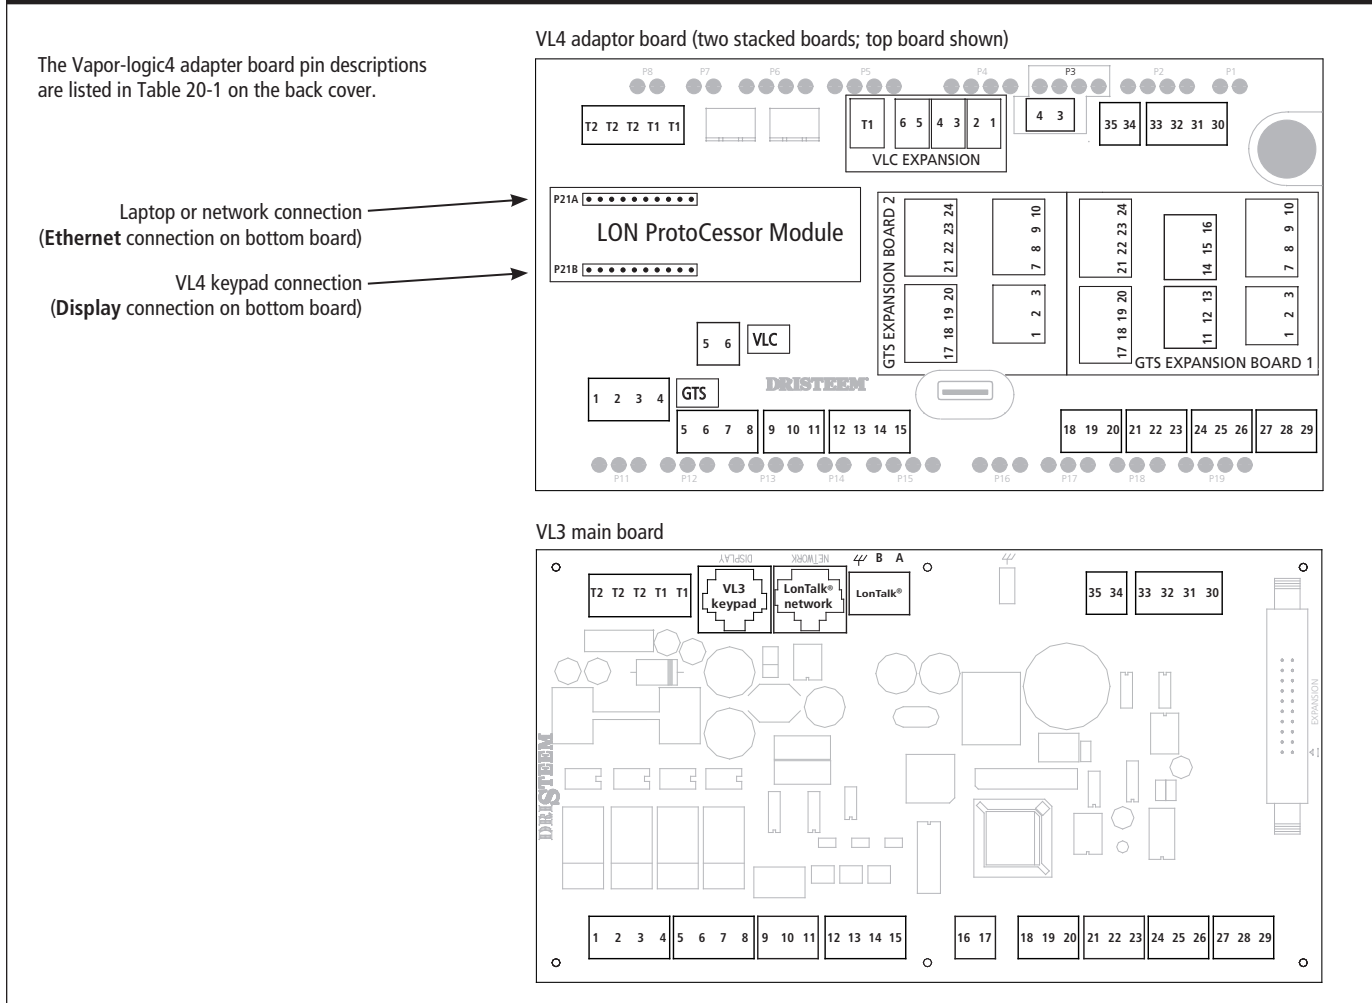 VL4 adaptor board (two stacked boards; top board shown)
The Vapor-logic4 adapter board pin descriptions
are listed in Table 20-1 on the back cover.
P8 P7 P6 P5 P4 P3 P2 P1
T2 T2 T2 T1 T1
T1 6 5 4 3 2 1
VLC EXPANSION
4 3
35 34 33 32 31 30
Laptop or network connection
(Ethernet connection on bottom board)
VL4 keypad connection
(Display connection on bottom board)
P21A
LON ProtoCessor Module
P21B
GTS EXPANSION BOARD 2
21 22 23 24
7 8 9 10
17 18 19 20
1 2 3
21 22 23 24
14 15 16
7 8 9 10
17 18 19 20
11 12 13
1 2 3
GTS EXPANSION BOARD 1
5 6 VLC
DRISTEEM
1 2 3 4 GTS
5 6 7 8 9 10 11 12 13 14 15
18 19 20 21 22 23 24 25 26 27 28 29
P11 P12 P13 P14 P15 P16 P17 P18 P19
VL3 main board
DISPLAY NETWORK B A
T2 T2 T2 T1 T1
VL3
keypad
LonTalk®
network
LonTalk®
35 34 33 32 31 30
EXPANSION
DRISTEEM
1 2 3 4 5 6 7 8 9 10 11 12 13 14 15 16 17 18 19 20 21 22 23 24 25 26 27 28 29